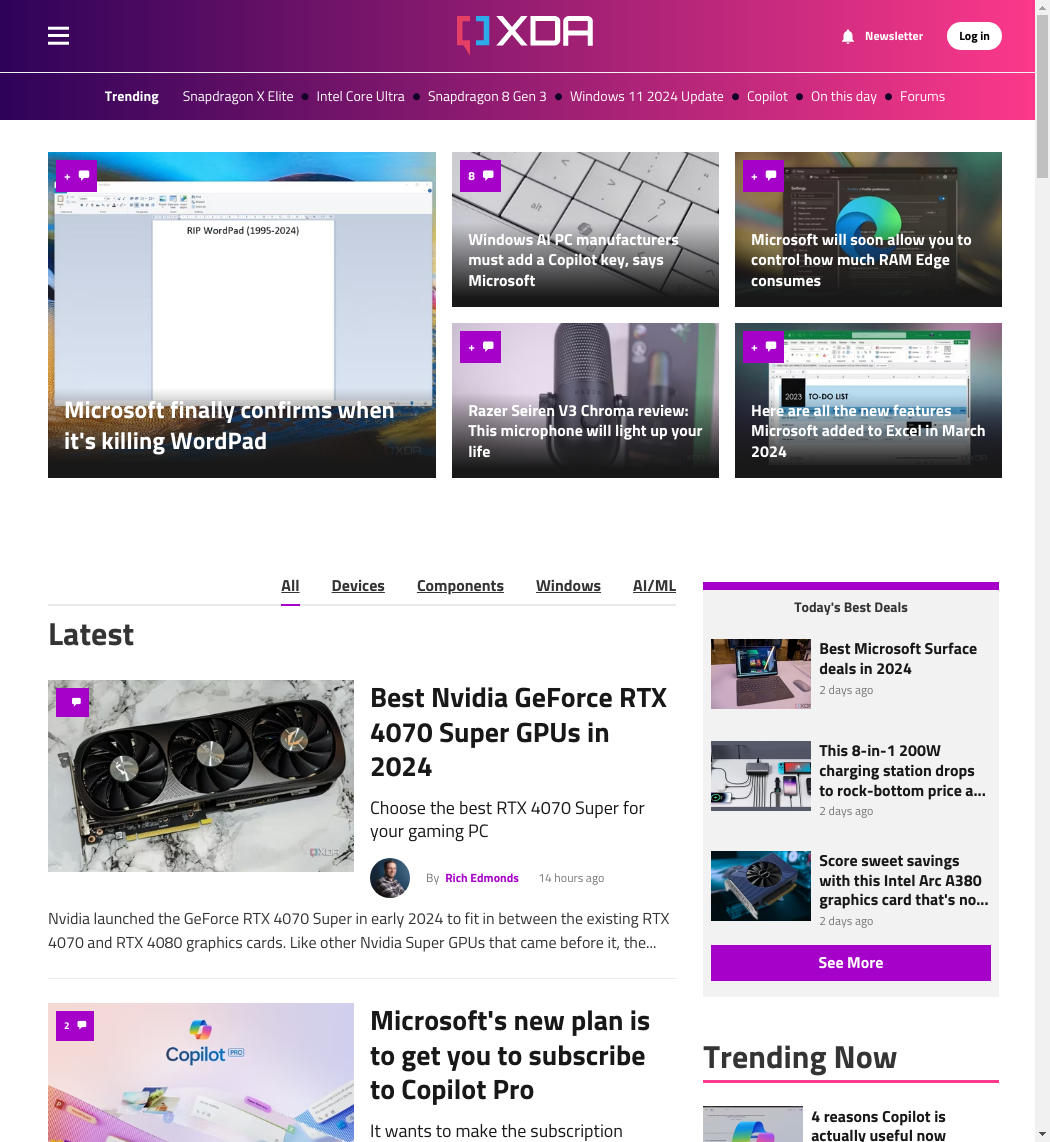 XDA
Newsletter
Log in
Trending
Snapdragon X Elite
Intel Core Ultra
Snapdragon 8 Gen 3
Windows 11 2024 Update
Copilot
On this day
Forums
+
RIP WordPad (1995-2024)
Microsoft finally confirms when
it's killing WordPad
XDA
8
alt
Windows AI PC manufacturers
must add a Copilot key, says
Microsoft
+
Settings
Microsoft will soon allow you to
control how much RAM Edge
consumes
+
Razer Seiren V3 Chroma review:
This microphone will light up your
life
+
2023 TO-DO LIST
Here are all the new features
Microsoft added to Excel in March
2024
XDA
All
Devices
Components
Windows
AI/ML
Latest
XDA
Best Nvidia GeForce RTX
4070 Super GPUs in
2024
Choose the best RTX 4070 Super for
your gaming PC
By Rich Edmonds
14 hours ago
Nvidia launched the GeForce RTX 4070 Super in early 2024 to fit in between the existing RTX
4070 and RTX 4080 graphics cards. Like other Nvidia Super GPUs that came before it, the...
2
Copilot PRO
Microsoft's new plan is
to get you to subscribe
to Copilot Pro
It wants to make the subscription
Today's Best Deals
Best Microsoft Surface
deals in 2024
2 days ago
This 8-in-1 200W
charging station drops
to rock-bottom price a...
2 days ago
Score sweet savings
with this Intel Arc A380
graphics card that's no...
2 days ago
See More
Trending Now
4 reasons Copilot is
actually useful now